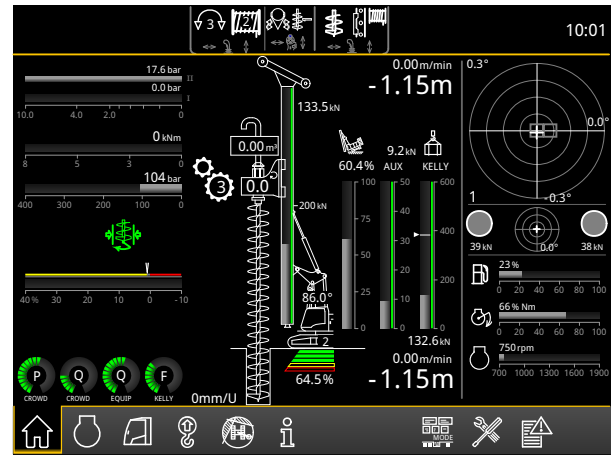 3 2
10:01
17.6 bar
II
0.0 bar
I
10.0 4.0 2.0 0
0 kNm
8 5 3 0
104 bar
400 300 200 100 0
40 % 30 20 10 0 -10
P Q Q F
CROWD CROWD EQUIP KELLY
0.00 m/min
-1.15m
133.5 kN
0.00 m³
3 0.0
200 kN
86.0°
2
64.5%
0mm/U
60.4%
9.2 kN
AUX KELLY
100 50 600
75 40
30 400
50
20 200
25 10
0 0 0
132.6 kN
0.00 m/min
-1.15m
0.3°
0.0°
1
-0.3°
39 kN 0.0° 38 kN
23 %
0 20 40 60 80 100
66 % Nm
0 20 40 60 80 100
750 rpm
700 1000 1300 1600 1900
H
i
MODE